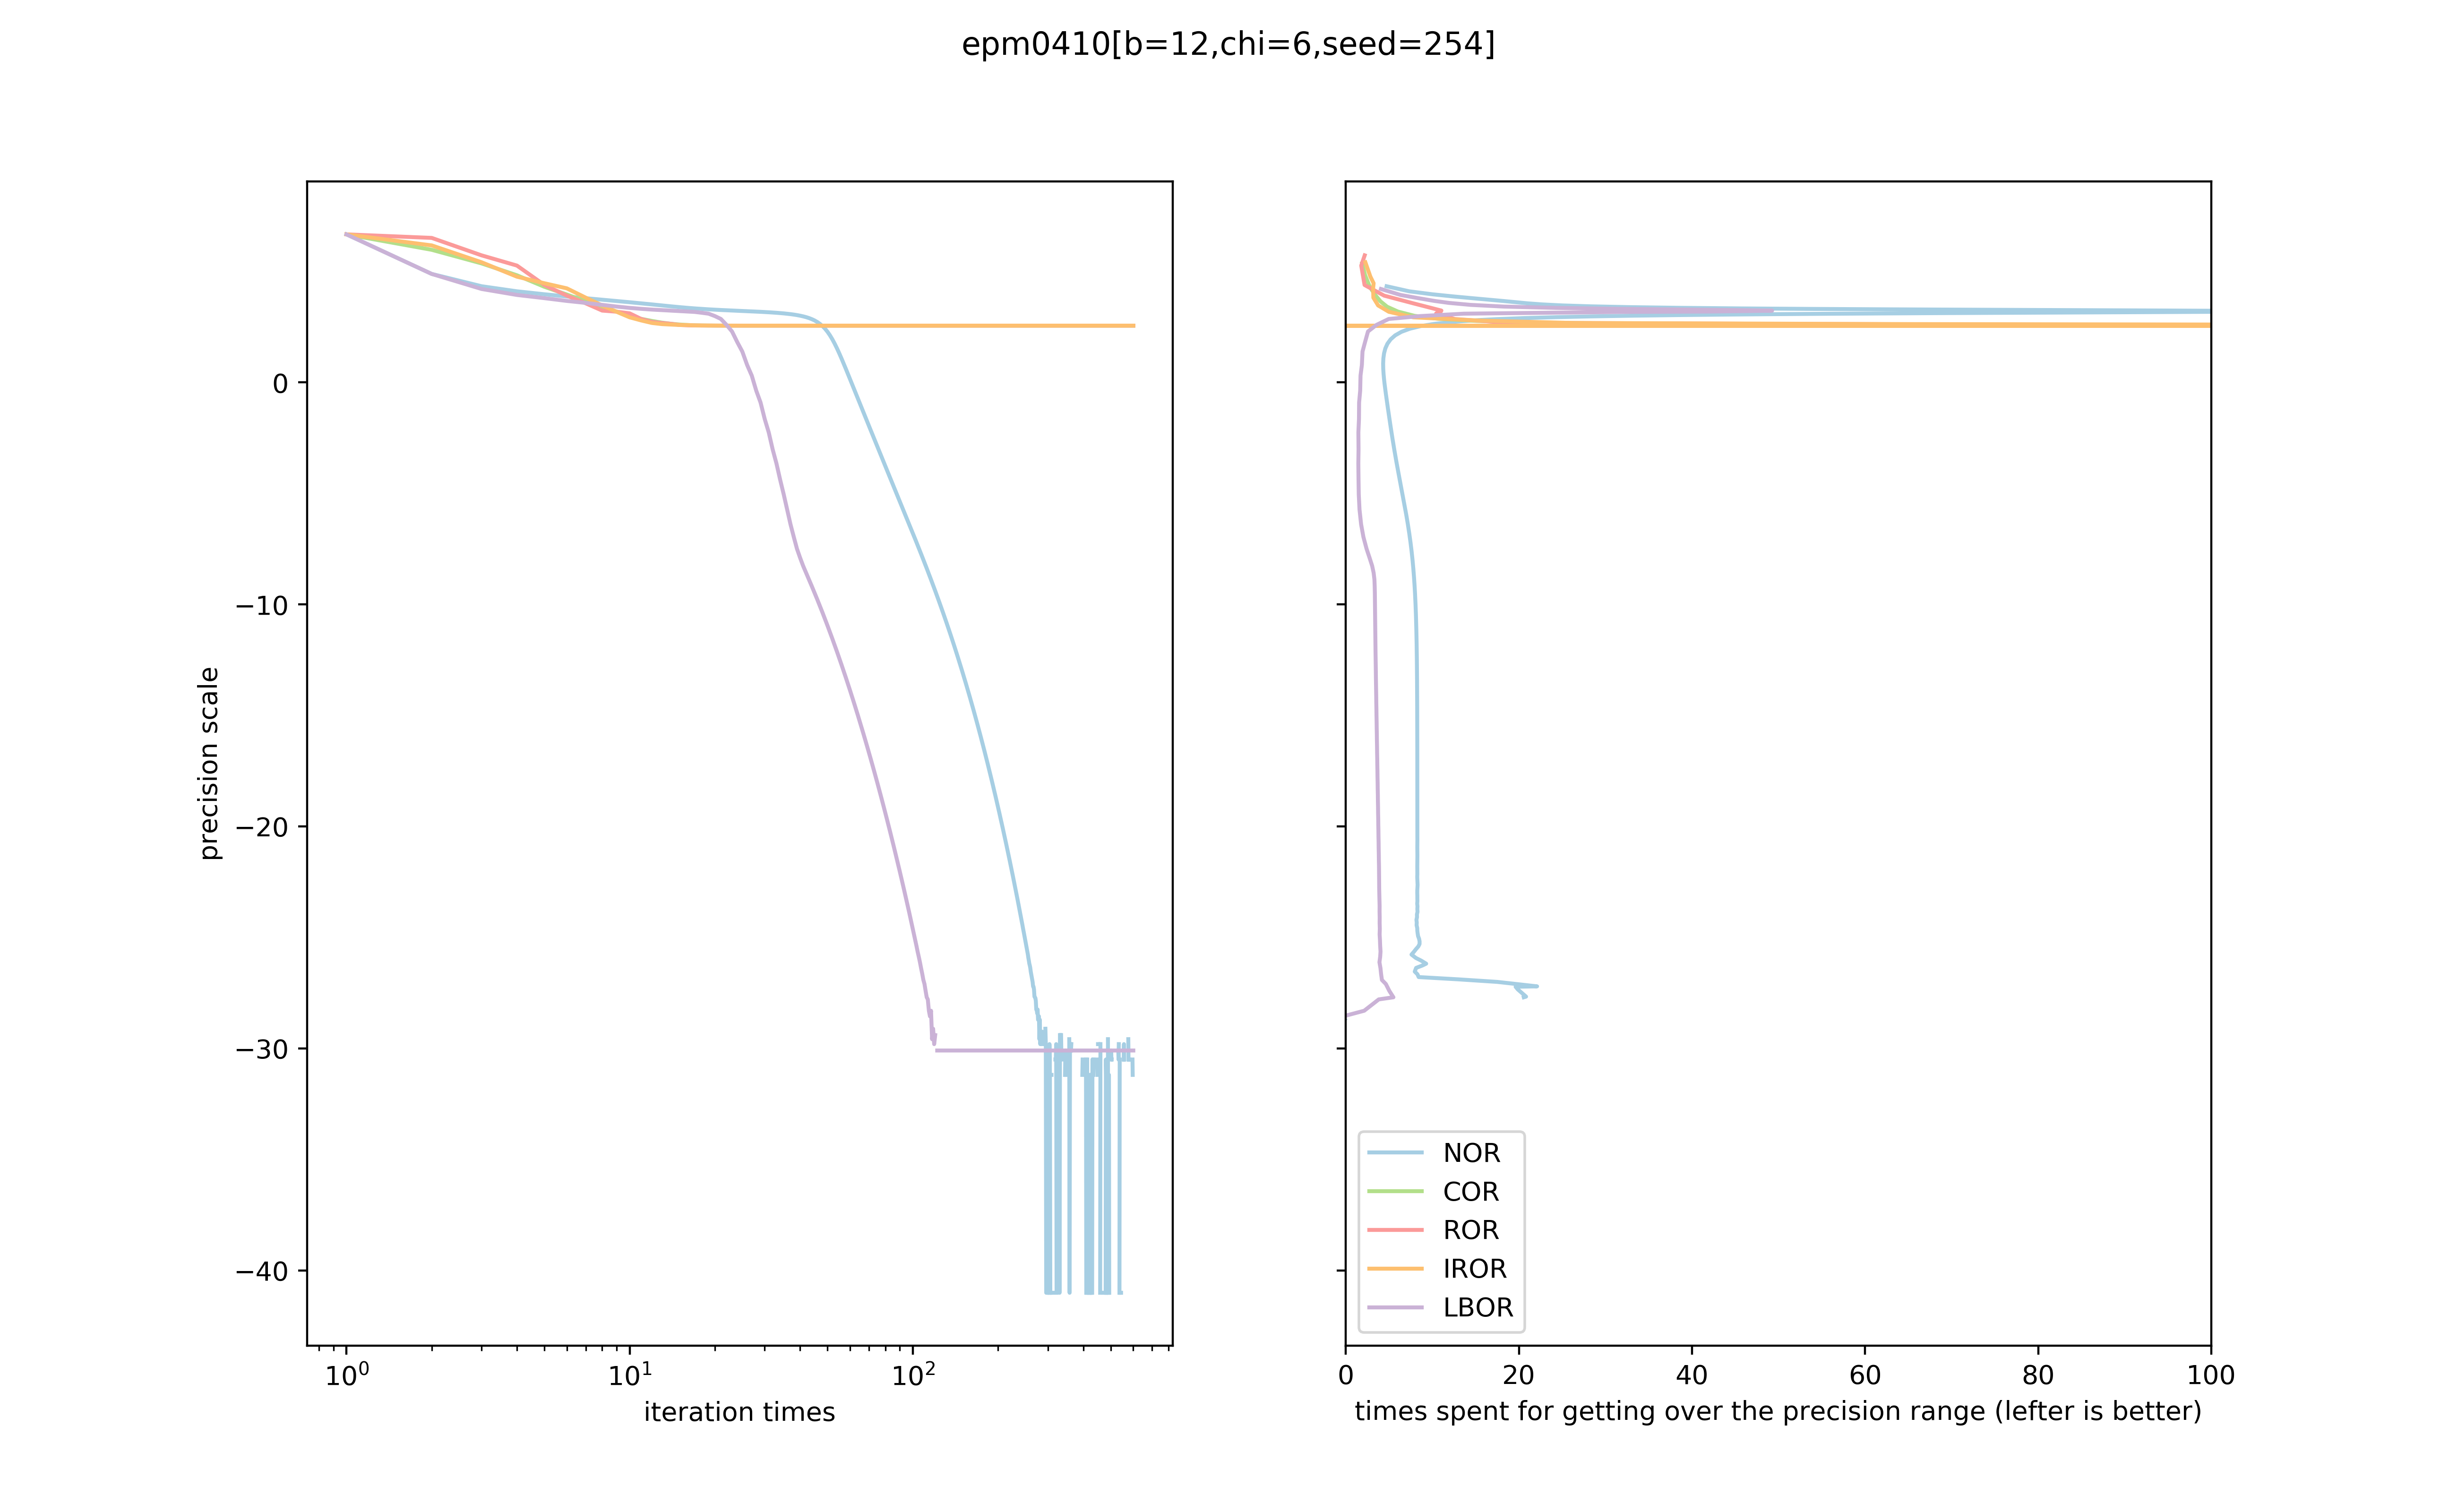 epm0410[b=12,chi=6,seed=254]
precision scale
0
−10
−20
−30
−40
10^0
10^1
10^2
iteration times
NOR
COR
ROR
IROR
LBOR
0
20
40
60
80
100
times spent for getting over the precision range (lefter is better)